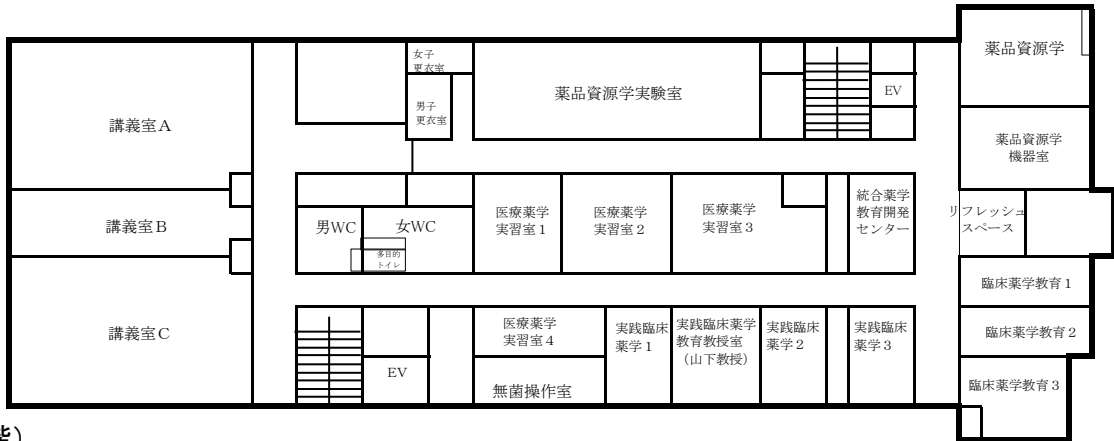 薬品資源学
女子
更衣室
薬品資源学実験室
EV
男子
更衣室
講義室A
薬品資源学
機器室
講義室B
男WC
女WC
多目的
トイレ
医療薬学
実習室1
医療薬学
実習室2
医療薬学
実習室3
統合薬学
教育開発
センター
リフレッシュ
スペース
臨床薬学教育1
講義室C
EV
医療薬学
実習室4
無菌操作室
実践臨床
薬学1
実践臨床薬学
教育教授室
(山下教授)
実践臨床
薬学2
実践臨床
薬学3
臨床薬学教育2
臨床薬学教育3
階)